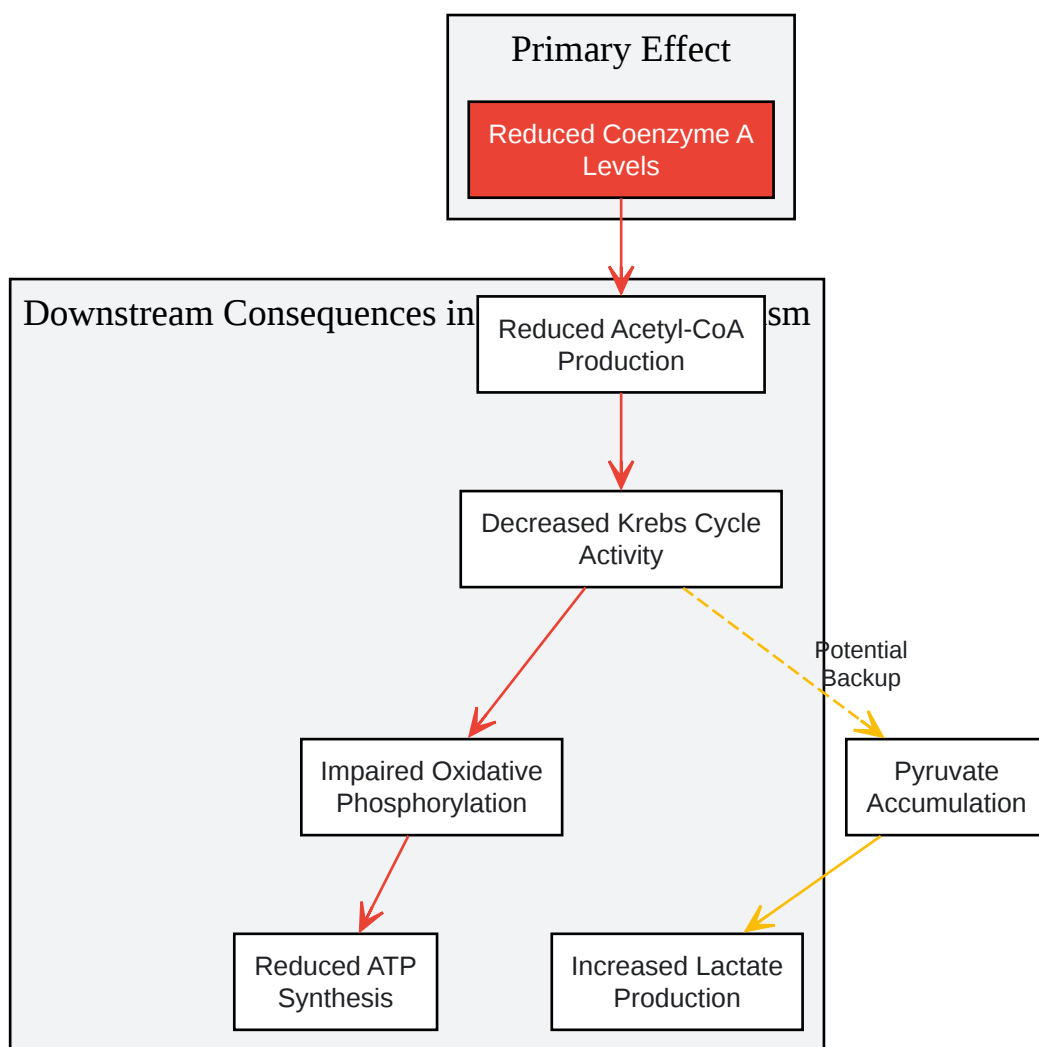 Primary Effect
Reduced Coenzyme A
Levels
Downstream Consequences in sm
Reduced Acetyl-CoA
Production
Decreased Krebs Cycle
Activity
Potential
Backup
Impaired Oxidative
Phosphorylation
Pyruvate
Accumulation
Reduced ATP
Synthesis
Increased Lactate
Production